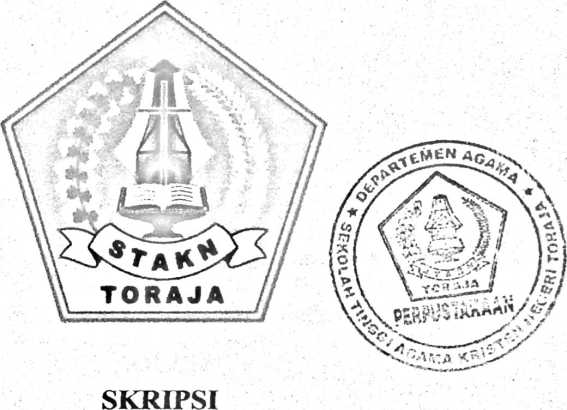 STAKN
TORAJA
★ DEPARTEMEN AGAMA ★
SEKOLAH TINGGI AGAMA KRISTEN NEGERI TORAJA
TORAJA
PERPUSTAKAAN
SKRIPSI